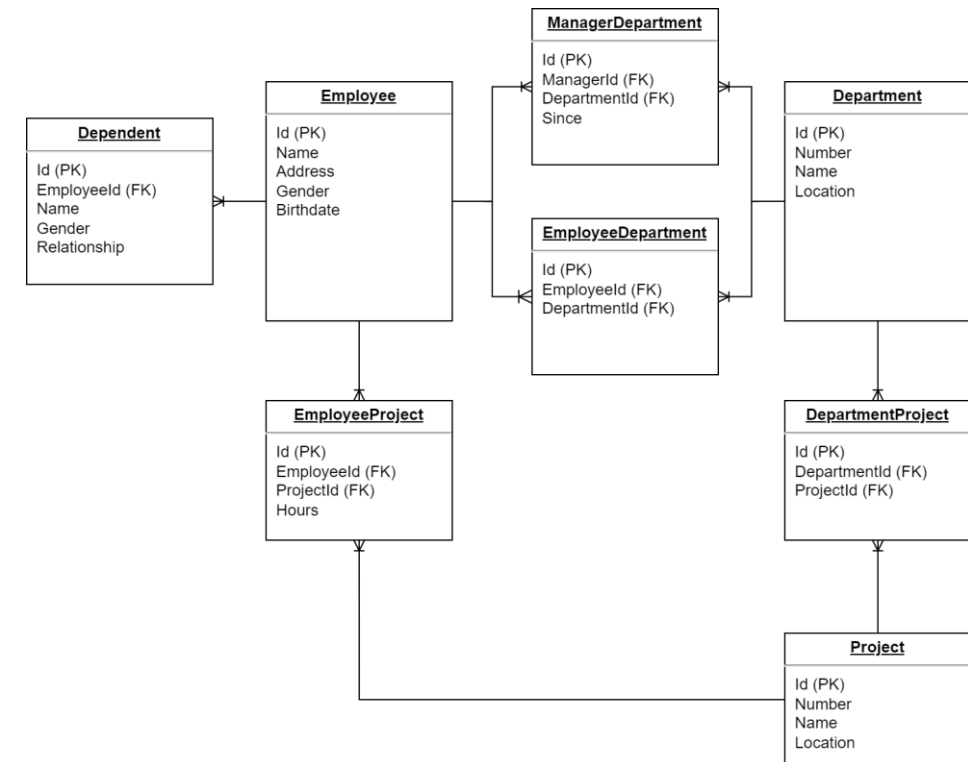 ManagerDepartment
Id (PK)
ManagerId (FK)
DepartmentId (FK)
Since
Employee
Id (PK)
Name
Address
Gender
Birthdate
Department
Id (PK)
Number
Name
Location
Dependent
Id (PK)
EmployeeId (FK)
Name
Gender
Relationship
EmployeeDepartment
Id (PK)
EmployeeId (FK)
DepartmentId (FK)
EmployeeProject
Id (PK)
EmployeeId (FK)
ProjectId (FK)
Hours
DepartmentProject
Id (PK)
DepartmentId (FK)
ProjectId (FK)
Project
Id (PK)
Number
Name
Location